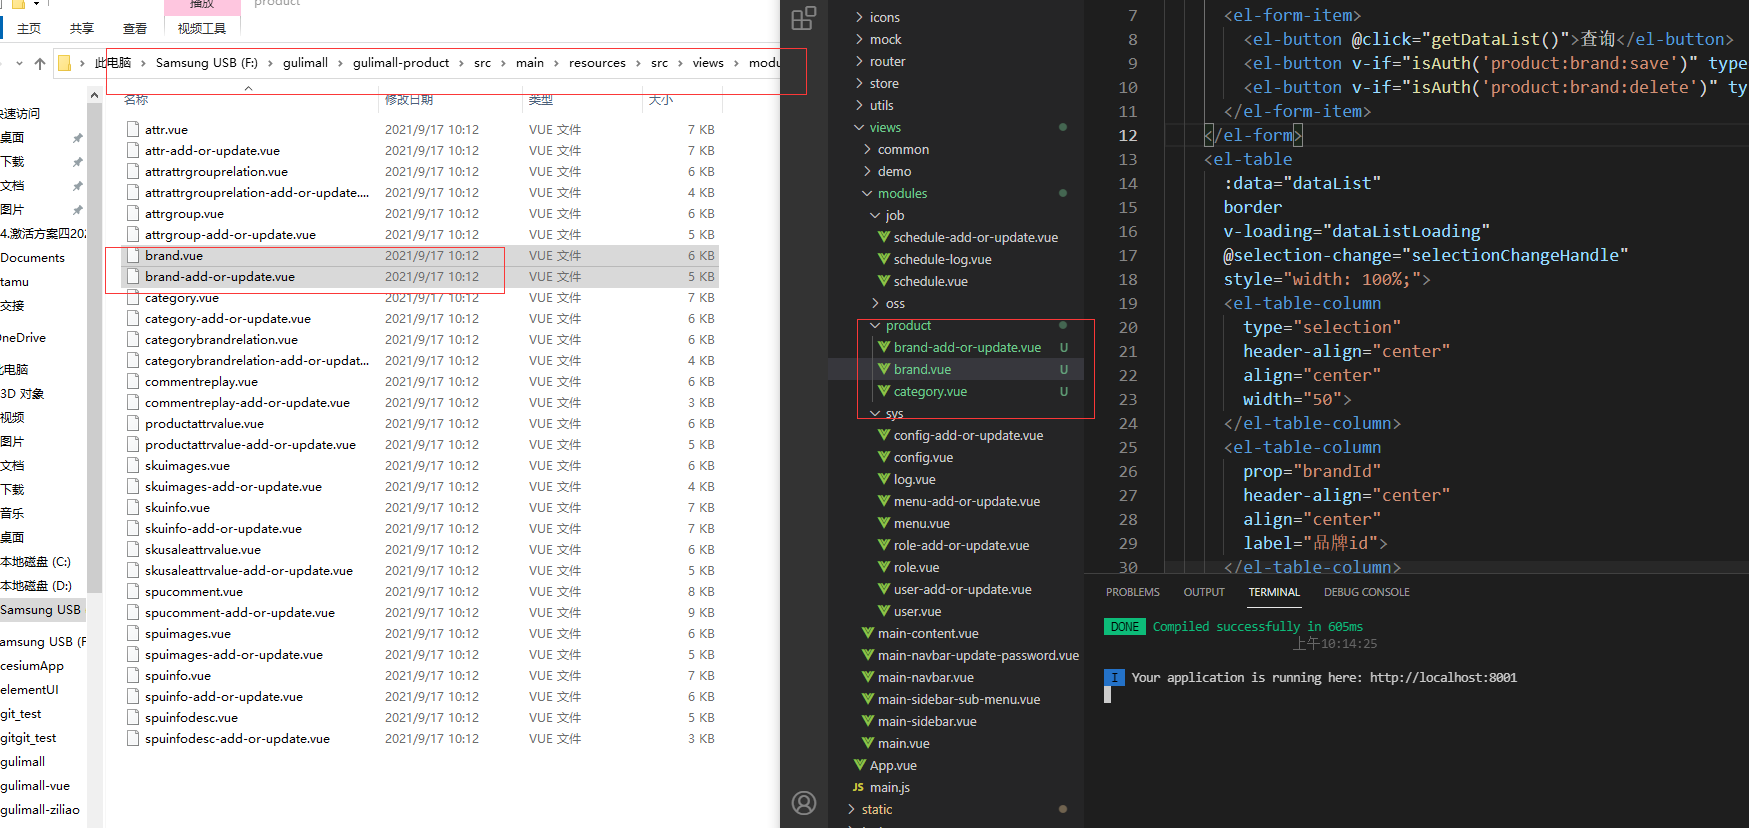 播放
product
主页
共享
查看
视频工具
此电脑
Samsung USB (F:)
gulimall
gulimall-product
src
main
resources
src
views
modu
名称
修改日期
类型
大小
快速访问
桌面
下载
文档
图片
4.激活方案四202
Documents
tamu
交接
OneDrive
此电脑
3D 对象
视频
图片
文档
下载
音乐
桌面
本地磁盘 (C:)
本地磁盘 (D:)
Samsung USB
amsung USB (F
cesiumApp
elementUI
git_test
gitgit_test
gulimall
gulimall-vue
gulimall-ziliao
attr.vue 2021/9/17 10:12 VUE 文件 7 KB
attr-add-or-update.vue 2021/9/17 10:12 VUE 文件 7 KB
attrattrgrouprelation.vue 2021/9/17 10:12 VUE 文件 6 KB
attrattrgrouprelation-add-or-update.... 2021/9/17 10:12 VUE 文件 4 KB
attrgroup.vue 2021/9/17 10:12 VUE 文件 6 KB
attrgroup-add-or-update.vue 2021/9/17 10:12 VUE 文件 5 KB
brand.vue 2021/9/17 10:12 VUE 文件 6 KB
brand-add-or-update.vue 2021/9/17 10:12 VUE 文件 5 KB
category.vue 2021/9/17 10:12 VUE 文件 7 KB
category-add-or-update.vue 2021/9/17 10:12 VUE 文件 6 KB
categorybrandrelation.vue 2021/9/17 10:12 VUE 文件 6 KB
categorybrandrelation-add-or-updat... 2021/9/17 10:12 VUE 文件 4 KB
commentreplay.vue 2021/9/17 10:12 VUE 文件 6 KB
commentreplay-add-or-update.vue 2021/9/17 10:12 VUE 文件 3 KB
productattrvalue.vue 2021/9/17 10:12 VUE 文件 6 KB
productattrvalue-add-or-update.vue 2021/9/17 10:12 VUE 文件 5 KB
skuimages.vue 2021/9/17 10:12 VUE 文件 6 KB
skuimages-add-or-update.vue 2021/9/17 10:12 VUE 文件 4 KB
skuinfo.vue 2021/9/17 10:12 VUE 文件 7 KB
skuinfo-add-or-update.vue 2021/9/17 10:12 VUE 文件 7 KB
skusaleattrvalue.vue 2021/9/17 10:12 VUE 文件 6 KB
skusaleattrvalue-add-or-update.vue 2021/9/17 10:12 VUE 文件 5 KB
spucomment.vue 2021/9/17 10:12 VUE 文件 8 KB
spucomment-add-or-update.vue 2021/9/17 10:12 VUE 文件 9 KB
spuimages.vue 2021/9/17 10:12 VUE 文件 6 KB
spuimages-add-or-update.vue 2021/9/17 10:12 VUE 文件 5 KB
spuinfo.vue 2021/9/17 10:12 VUE 文件 7 KB
spuinfo-add-or-update.vue 2021/9/17 10:12 VUE 文件 6 KB
spuinfodesc.vue 2021/9/17 10:12 VUE 文件 5 KB
spuinfodesc-add-or-update.vue 2021/9/17 10:12 VUE 文件 3 KB
icons
mock
router
store
utils
views
common
demo
modules
job
schedule-add-or-update.vue
schedule-log.vue
schedule.vue
oss
product
brand-add-or-update.vue U
brand.vue U
category.vue U
sys
config-add-or-update.vue
config.vue
log.vue
menu-add-or-update.vue
menu.vue
role-add-or-update.vue
role.vue
user-add-or-update.vue
user.vue
main-content.vue
main-navbar-update-password.vue
main-navbar.vue
main-sidebar-sub-menu.vue
main-sidebar.vue
main.vue
App.vue
JS main.js
static
7 <el-form-item>
8 <el-button @click="getDataList()">查询</el-button>
9 <el-button v-if="isAuth('product:brand:save')" type
10 <el-button v-if="isAuth('product:brand:delete')" ty
11 </el-form-item>
12 </el-form>
13 <el-table
14 :data="dataList"
15 border
16 v-loading="dataListLoading"
17 @selection-change="selectionChangeHandle"
18 style="width: 100%;">
19 <el-table-column
20 type="selection"
21 header-align="center"
22 align="center"
23 width="50">
24 </el-table-column>
25 <el-table-column
26 prop="brandId"
27 header-align="center"
28 align="center"
29 label="品牌id">
30 </el-table-column>
PROBLEMS OUTPUT TERMINAL DEBUG CONSOLE
DONE Compiled successfully in 605ms
上午10:14:25
I Your application is running here: http://localhost:8001